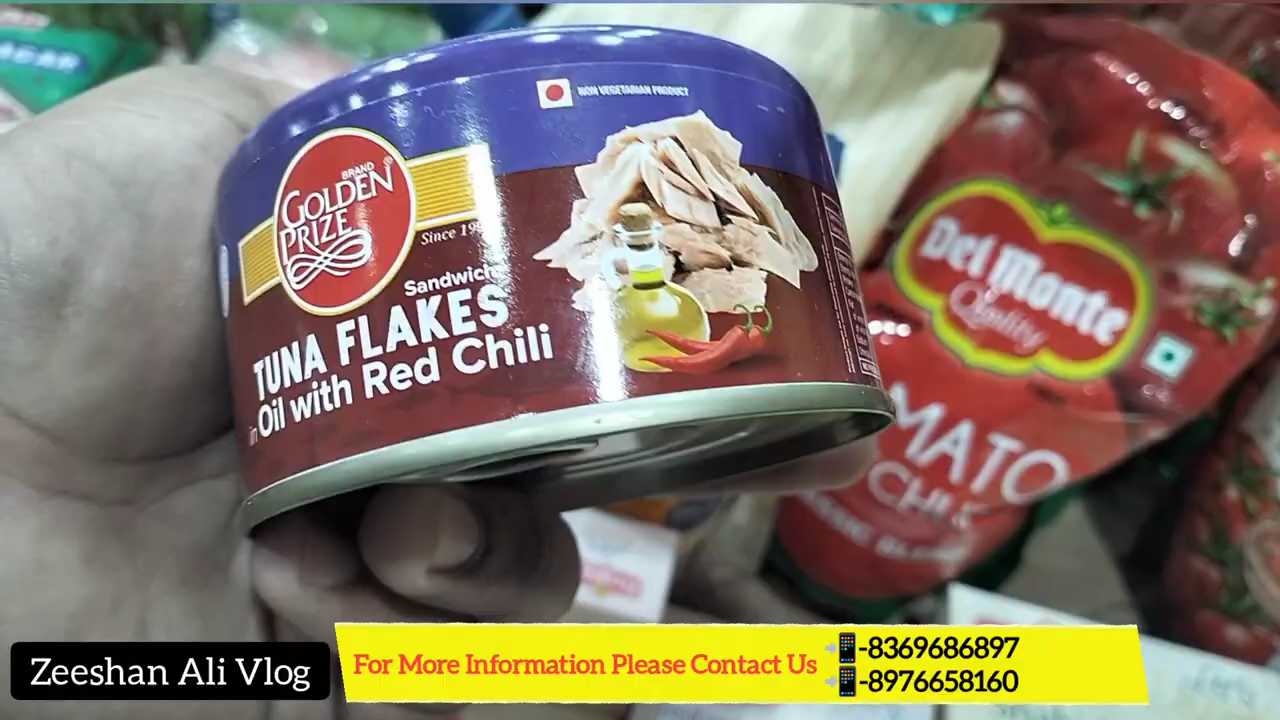 NON VEGETARIAN PRODUCT
BRAND
GOLDEN®
PRIZE
Since
Sandwich
TUNA FLAKES
in Oil with Red Chili
Del Monte
Quality
MATO
CHI
Zeeshan Ali Vlog
For More Information Please Contact Us
-8369686897
-8976658160